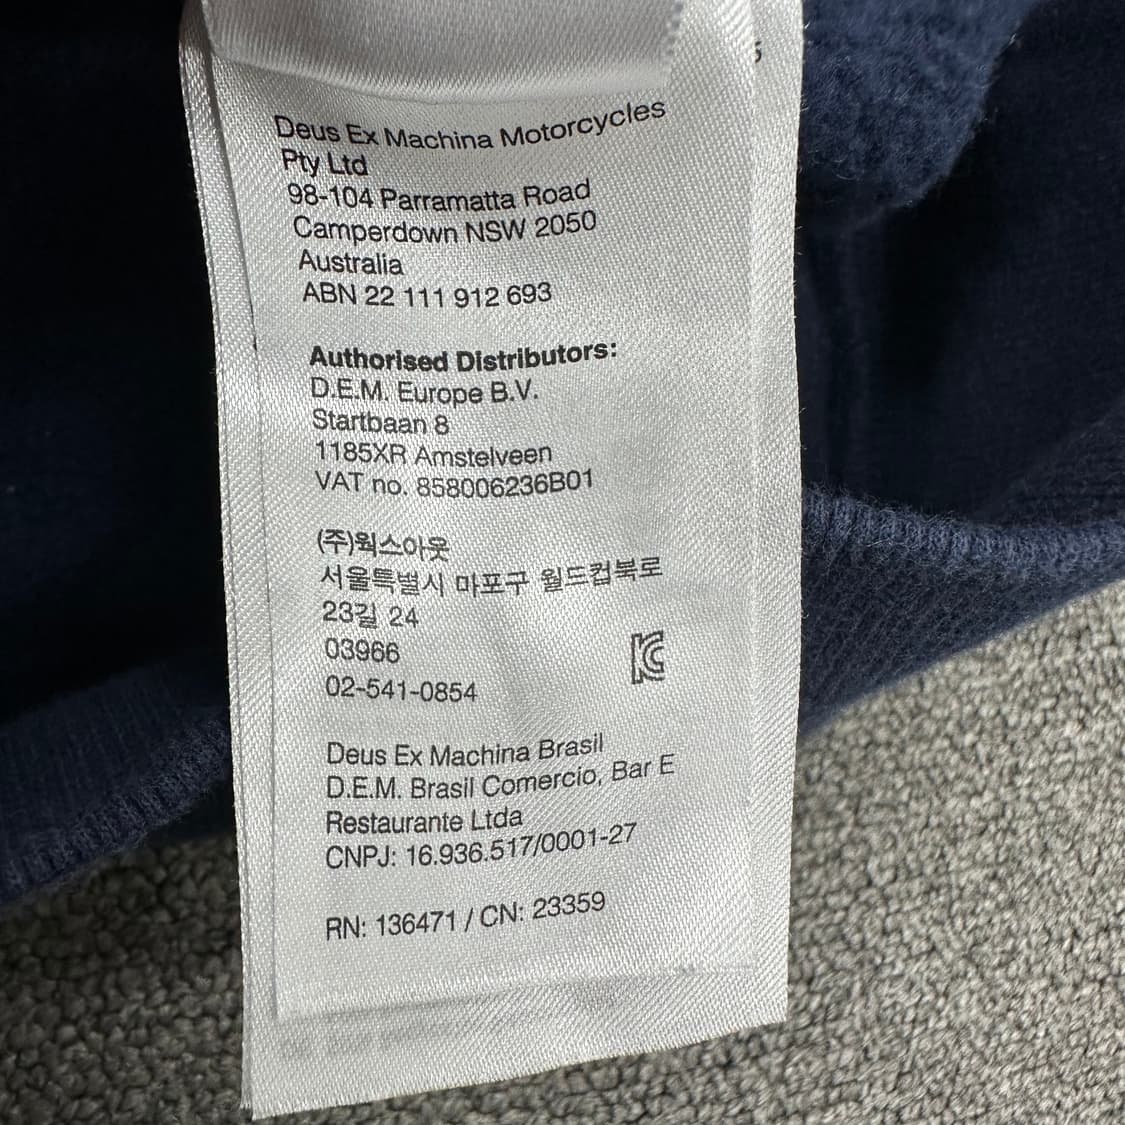 Deus Ex Machina Motorcycles
Pty Ltd
98-104 Parramatta Road
Camperdown NSW 2050
Australia
ABN 22 111 912 693
Authorised Distributors:
D.E.M. Europe B.V.
Startbaan 8
1185XR Amstelveen
VAT no. 858006236B01
(주)웍스아웃
서울특별시 마포구 월드컵북로
23길 24
03966
02-541-0854
Deus Ex Machina Brasil
D.E.M. Brasil Comercio, Bar E
Restaurante Ltda
CNPJ: 16.936.517/0001-27
RN: 136471 / CN: 23359